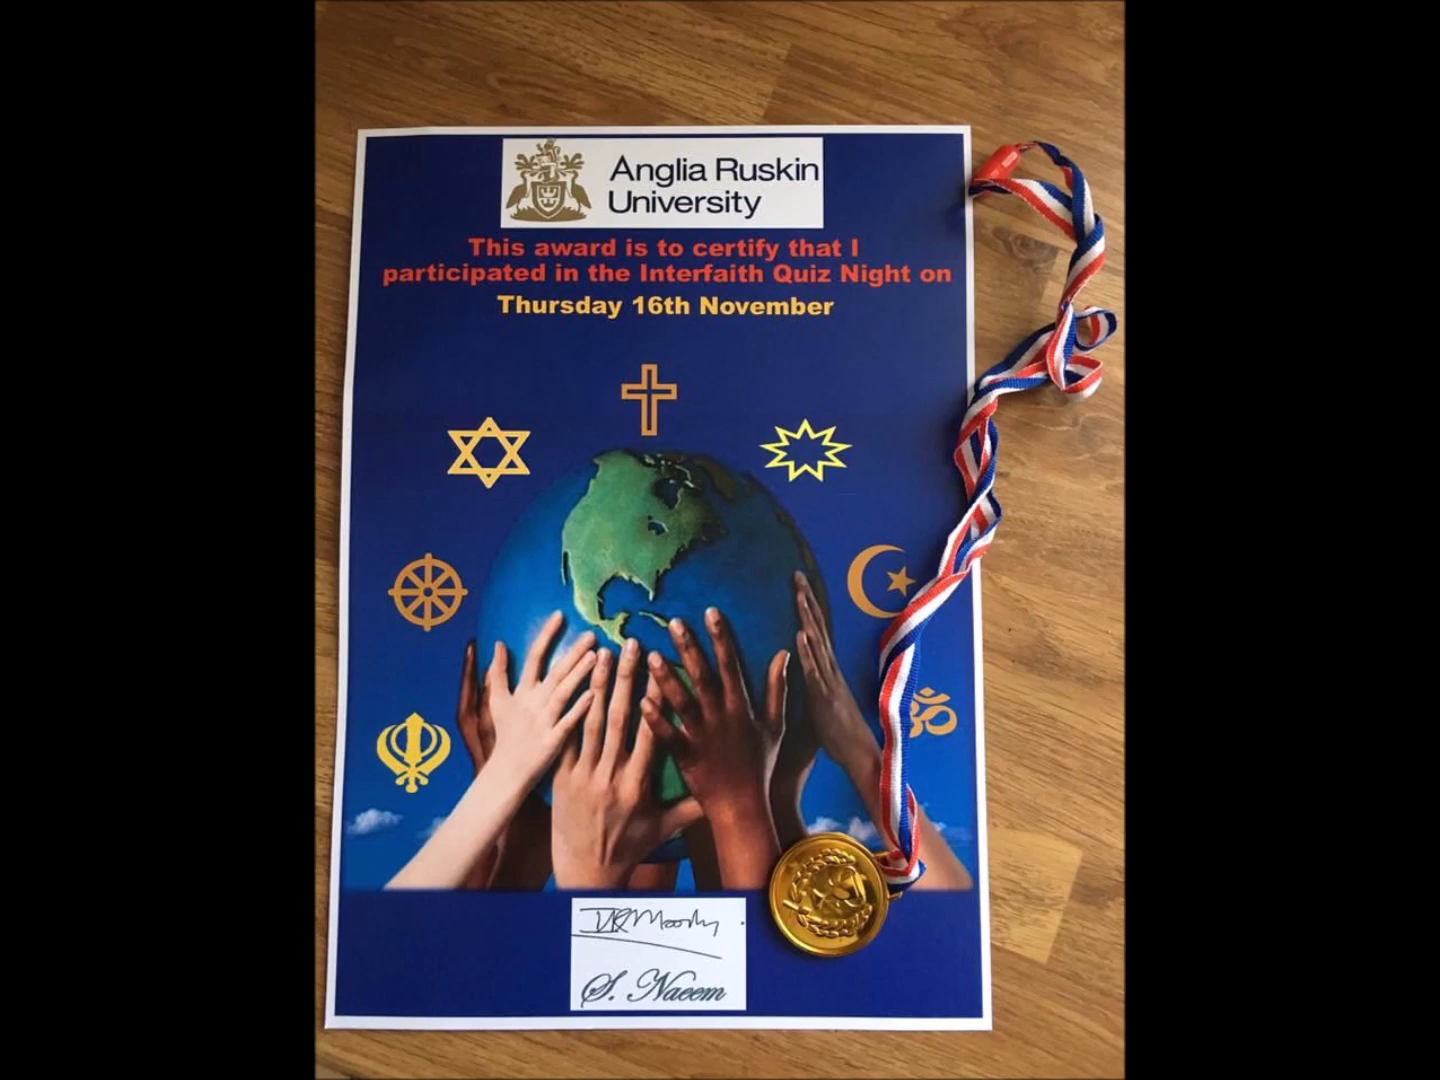 Anglia Ruskin
University
This award is to certify that I
participated in the Interfaith Quiz Night on
Thursday 16th November
S. Naeem